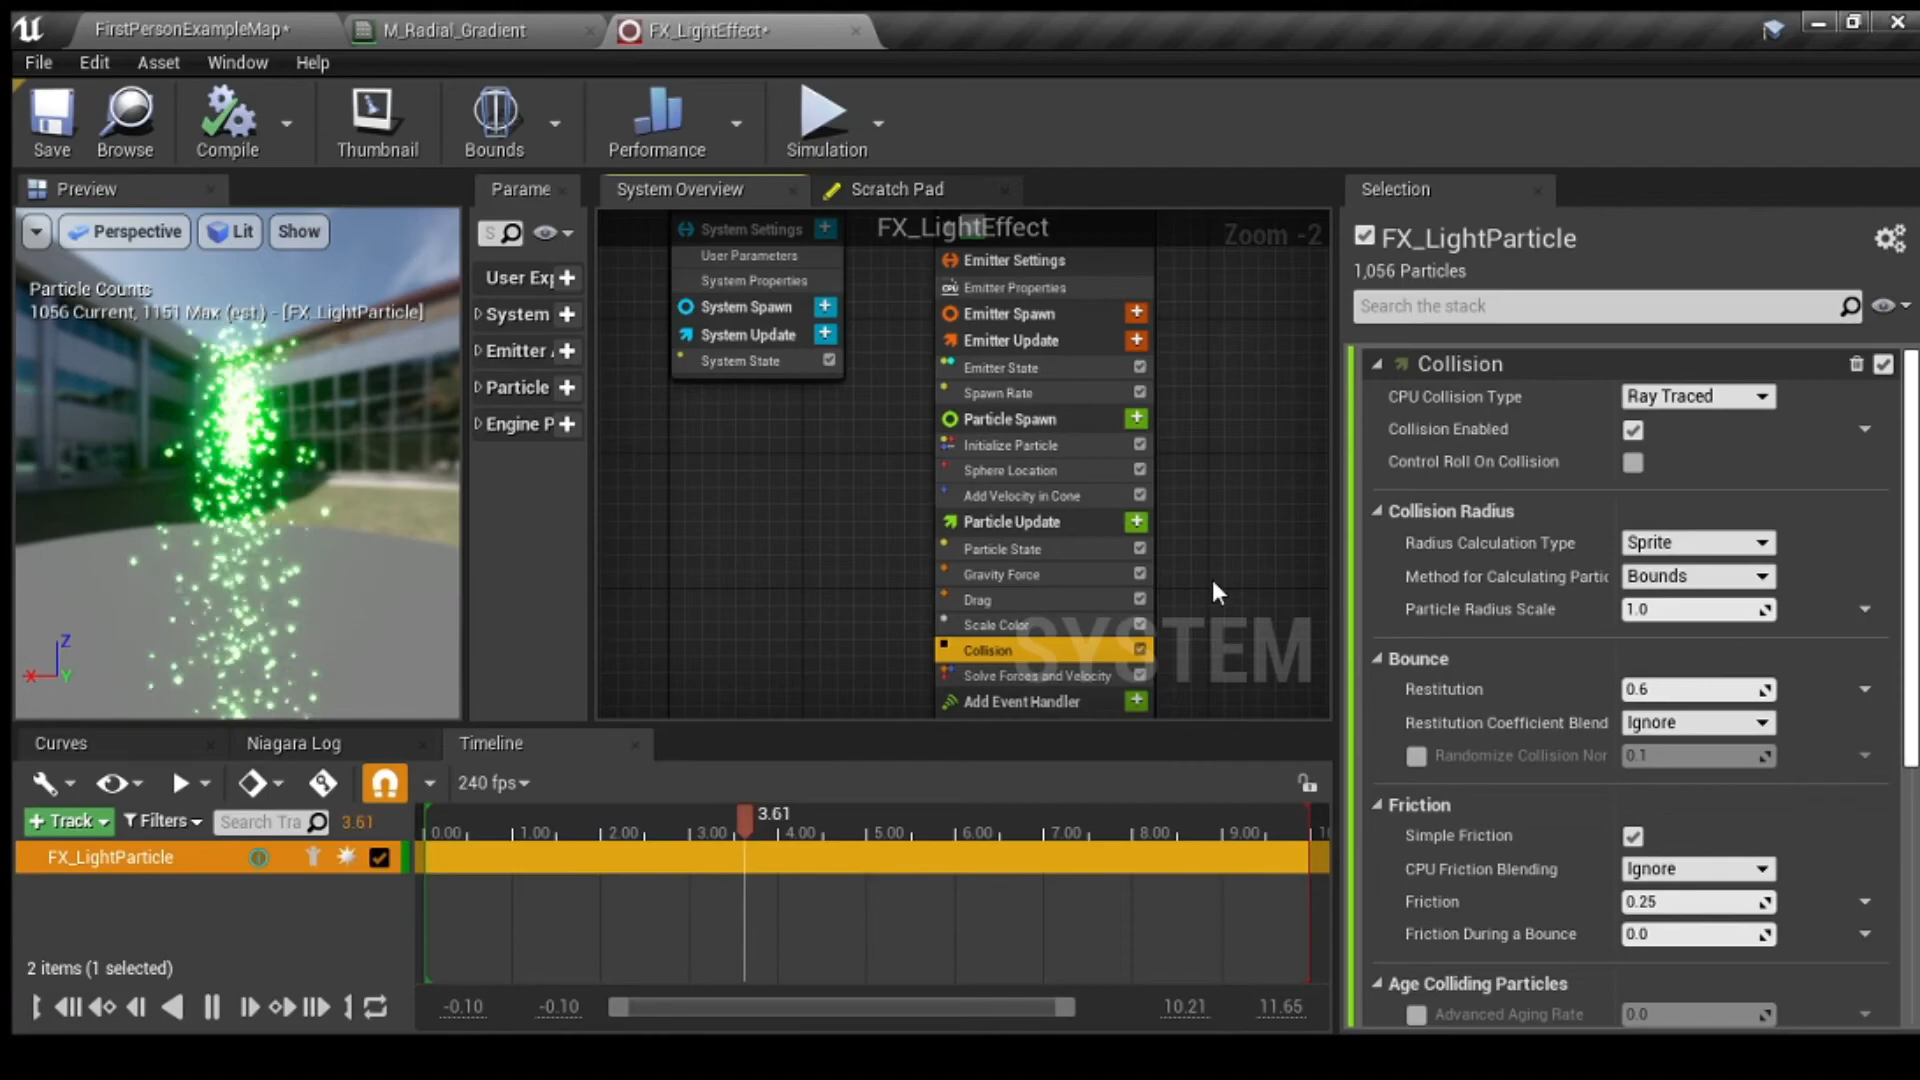 FirstPersonExampleMap*
M_Radial_Gradient
FX_LightEffect*
File Edit Asset Window Help
Save
Browse
Compile
Thumbnail
Bounds
Performance
Simulation
Preview
Perspective
Lit
Show
Particle Counts
1056 Current, 1151 Max (est.) - [FX_LightParticle]
Z
X
Y
Parame
S
User Exp
System
Emitter
Particle
Engine P
System Overview
Scratch Pad
FX_LightEffect
Zoom -2
System Settings
User Parameters
System Properties
System Spawn
System Update
System State
Emitter Settings
CPU
Emitter Properties
Emitter Spawn
Emitter Update
Emitter State
Spawn Rate
Particle Spawn
Initialize Particle
Sphere Location
Add Velocity in Cone
Particle Update
Particle State
Gravity Force
Drag
Scale Color
Collision
Solve Forces and Velocity
Add Event Handler
SYSTEM
Selection
FX_LightParticle
1,056 Particles
Search the stack
Collision
CPU Collision Type Ray Traced
Collision Enabled
Control Roll On Collision
Collision Radius
Radius Calculation Type Sprite
Method for Calculating Partic Bounds
Particle Radius Scale 1.0
Bounce
Restitution 0.6
Restitution Coefficient Blend Ignore
Randomize Collision Nor 0.1
Friction
Simple Friction
CPU Friction Blending Ignore
Friction 0.25
Friction During a Bounce 0.0
Age Colliding Particles
Advanced Aging Rate 0.0
Curves
Niagara Log
Timeline
240 fps
+ Track
Filters
Search Tra
3.61
3.61
0.00 1.00 2.00 3.00 4.00 5.00 6.00 7.00 8.00 9.00 10
FX_LightParticle
2 items (1 selected)
-0.10 -0.10 10.21 11.65